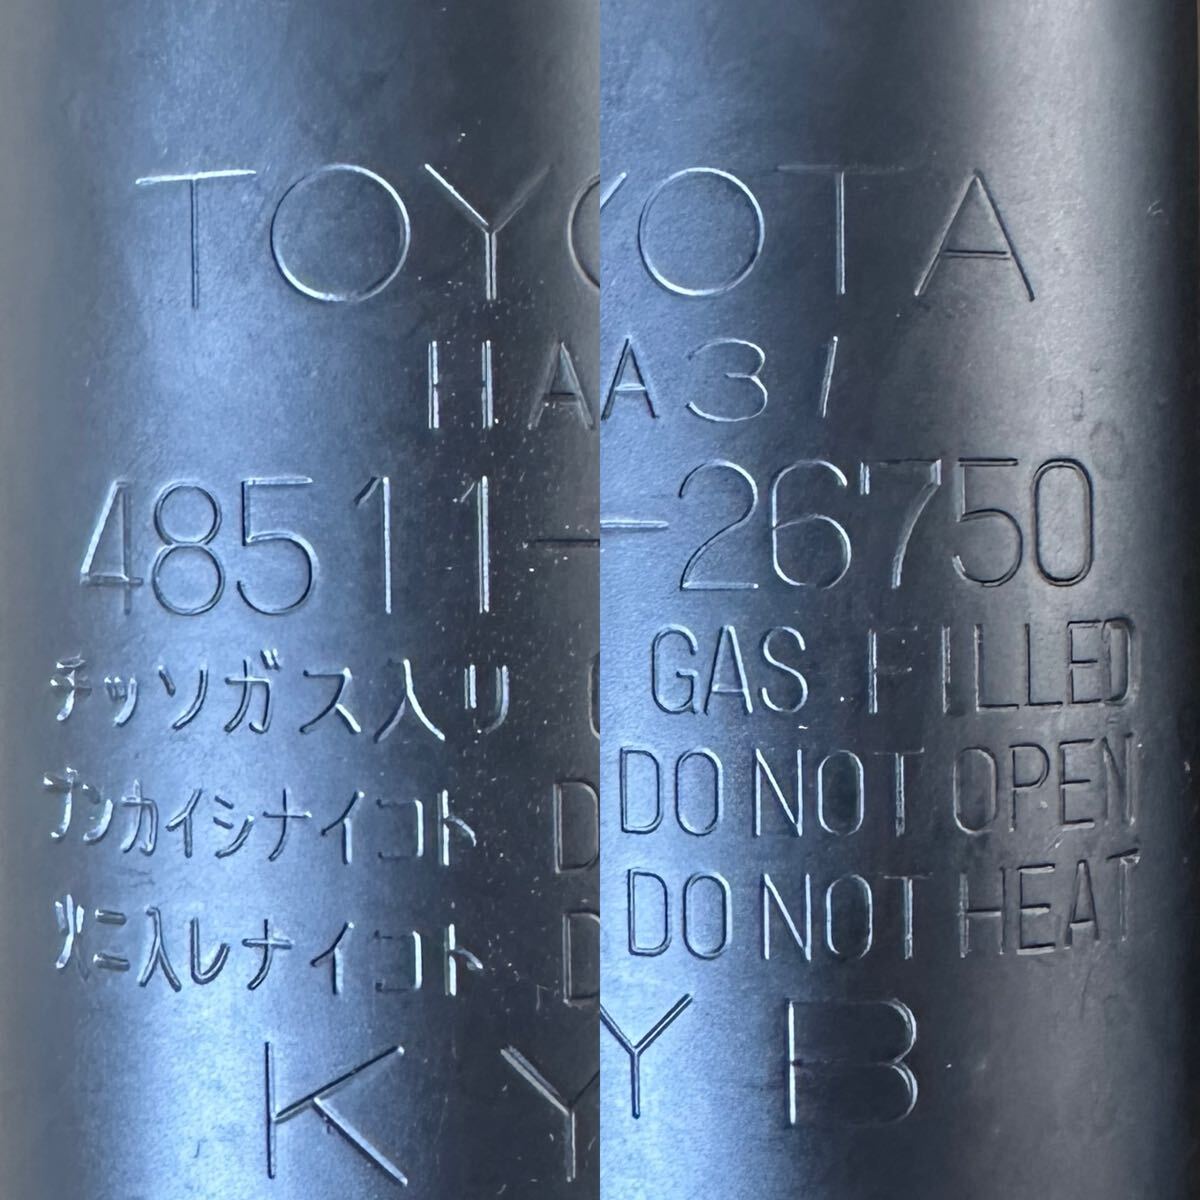 TOYOTA
HAA31
48511-26750
チッソガス入り GAS FILLED
ブンカイシナイコト DO NOT OPEN
火ニ入レナイコト DO NOT HEAT
KYB